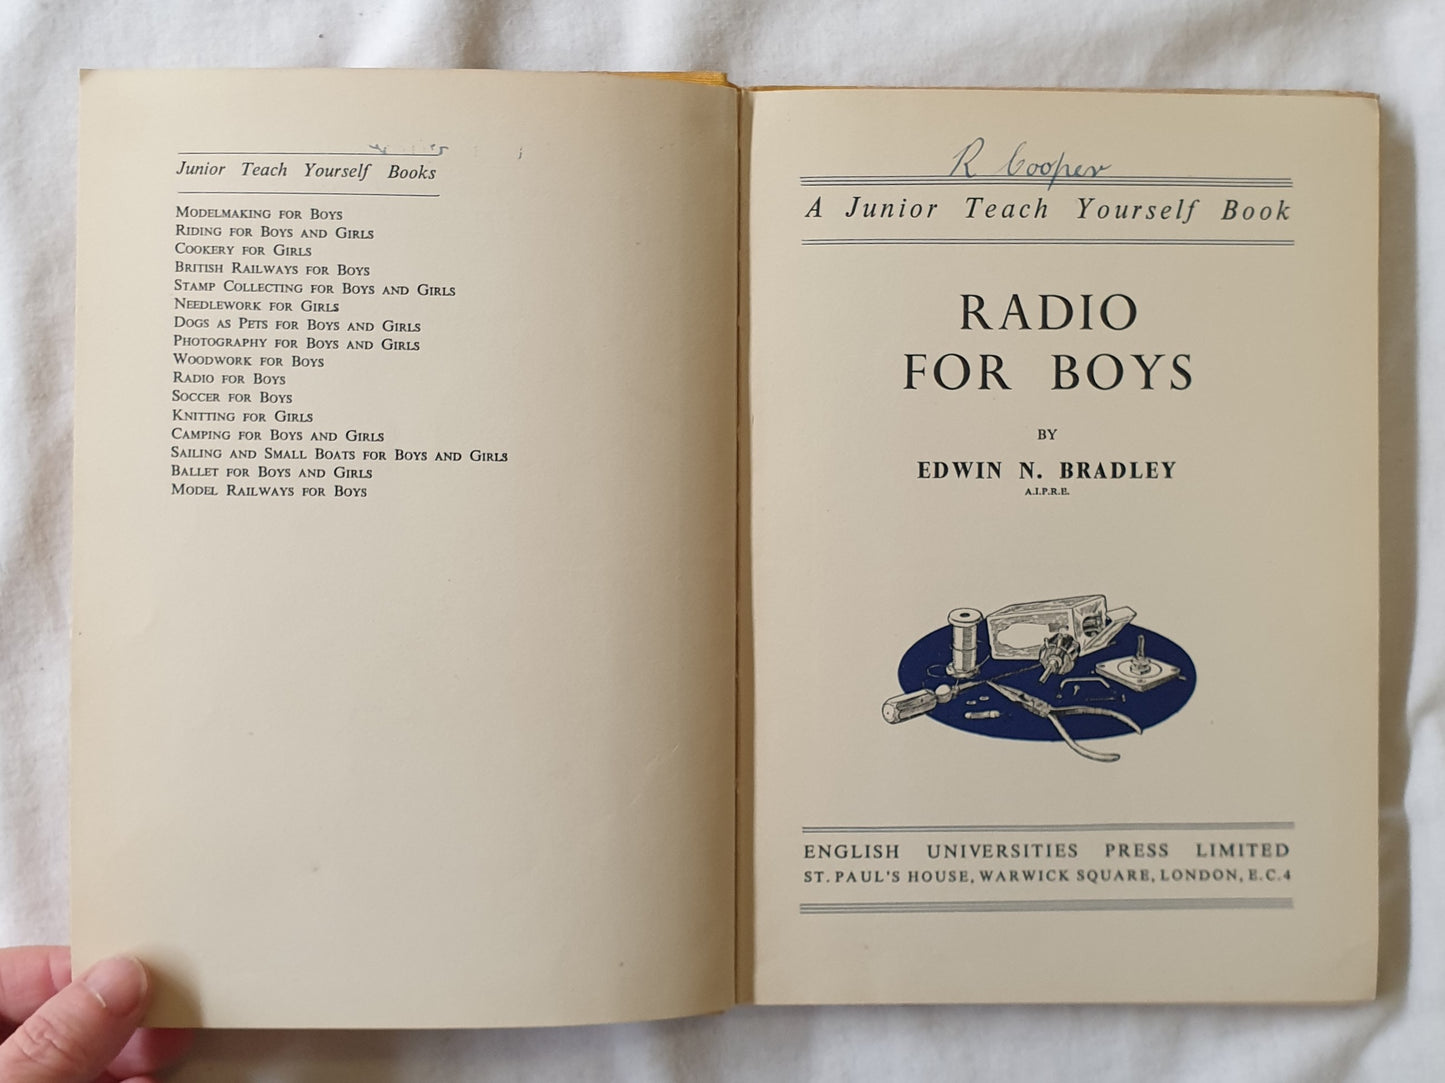 Junior Teach Yourself Books
MODELMAKING FOR BOYS
RIDING FOR BOYS AND GIRLS
COOKERY FOR GIRLS
BRITISH RAILWAYS FOR BOYS
STAMP COLLECTING FOR BOYS AND GIRLS
NEEDLEWORK FOR GIRLS
DOGS AS PETS FOR BOYS AND GIRLS
PHOTOGRAPHY FOR BOYS AND GIRLS
WOODWORK FOR BOYS
RADIO FOR BOYS
SOCCER FOR BOYS
KNITTING FOR GIRLS
CAMPING FOR BOYS AND GIRLS
SAILING AND SMALL BOATS FOR BOYS AND GIRLS
BALLET FOR BOYS AND GIRLS
MODEL RAILWAYS FOR BOYS
R Cooper
A Junior Teach Yourself Book
RADIO
FOR BOYS
BY
EDWIN N. BRADLEY
A.I.P.R.E.
ENGLISH UNIVERSITIES PRESS LIMITED
ST. PAUL'S HOUSE, WARWICK SQUARE, LONDON, E.C.4